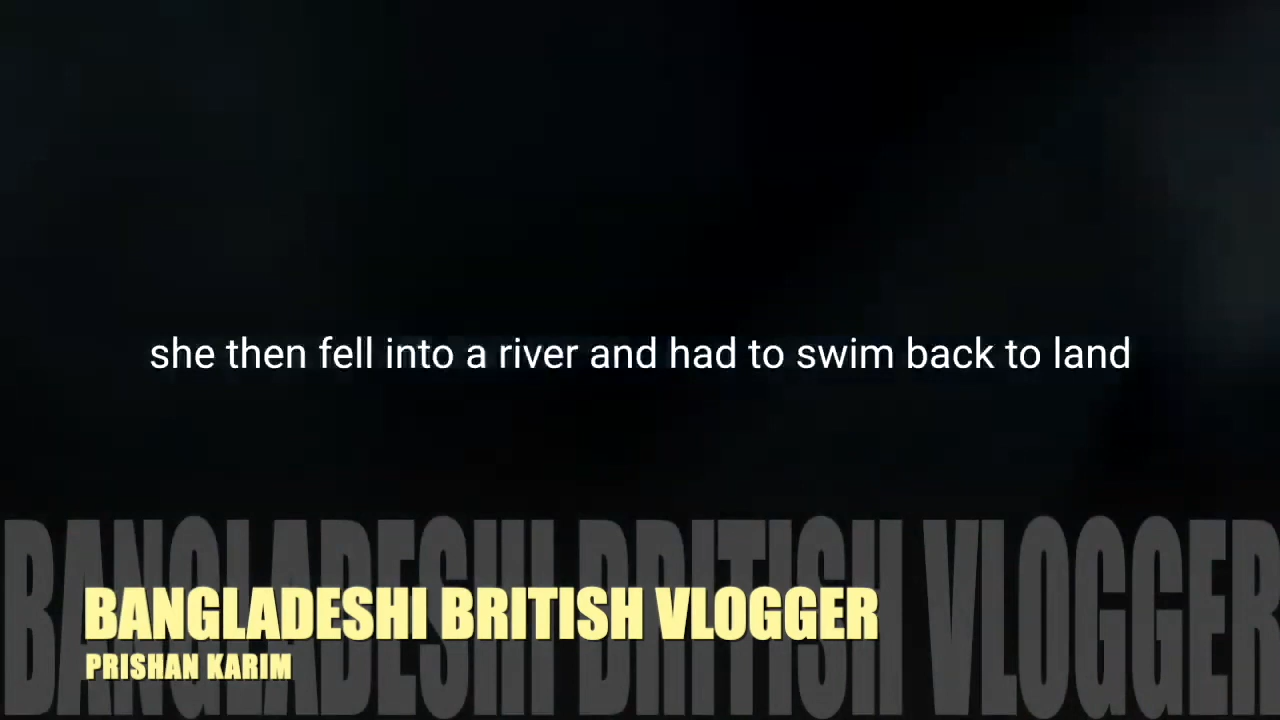 she then fell into a river and had to swim back to land
BANGLADESHI BRITISH VLOGGER
BANGLADESHI BRITISH VLOGGER
PRISHAN KARIM